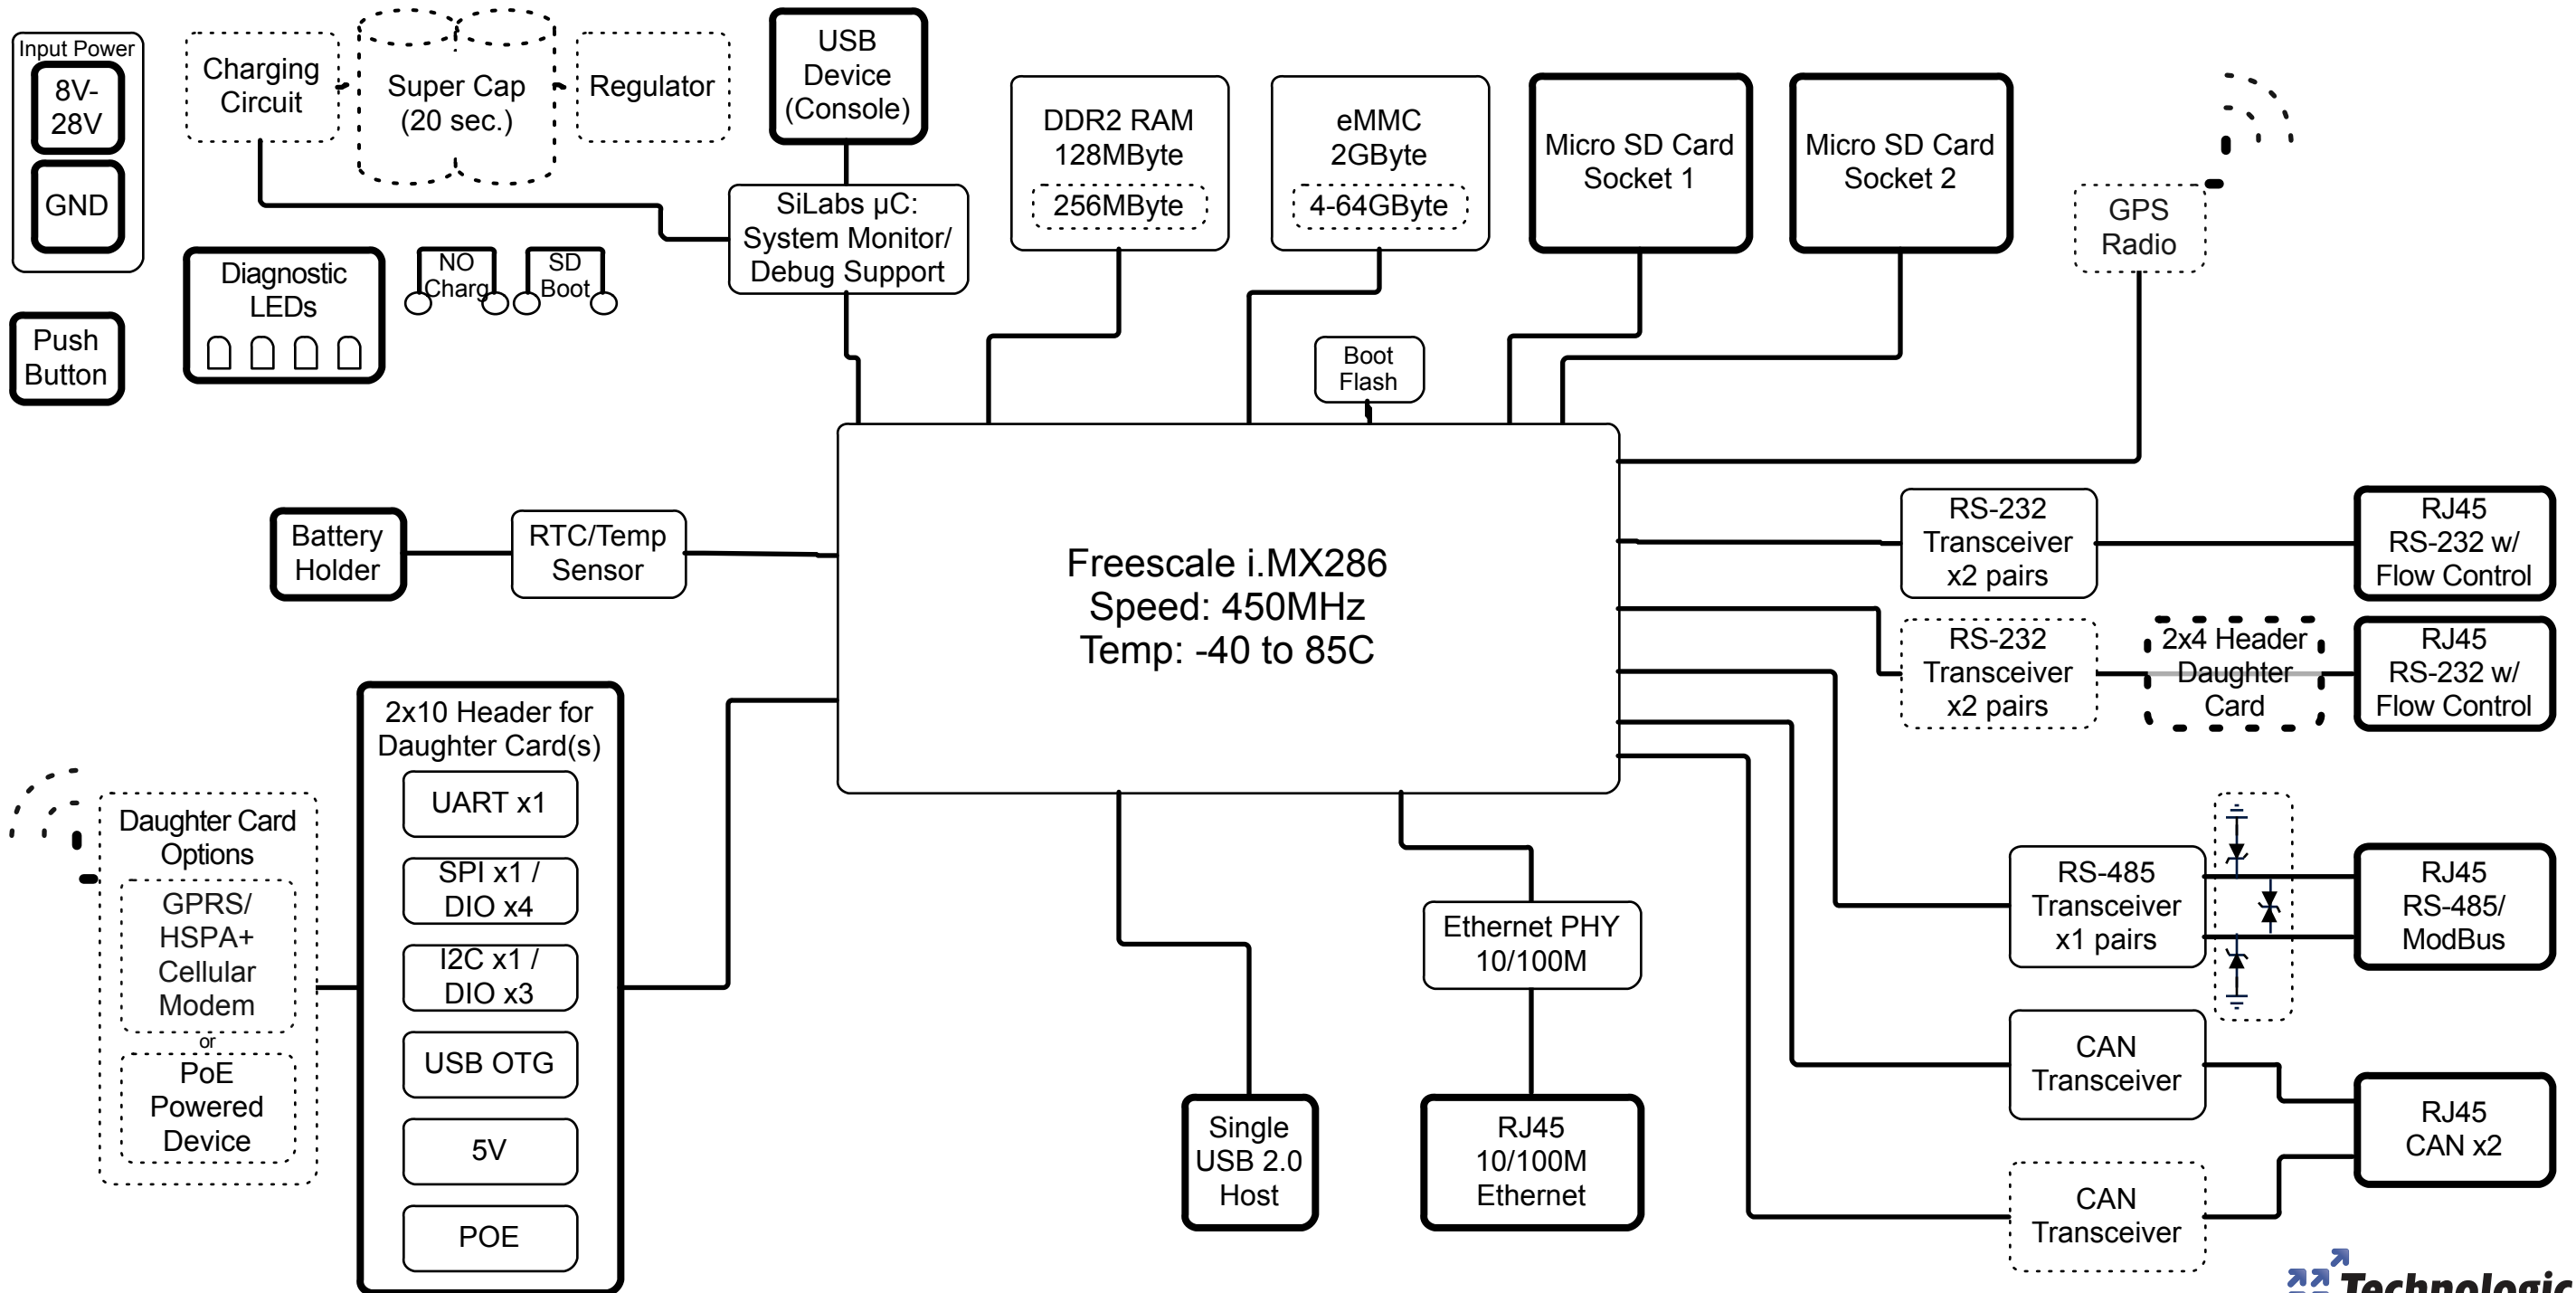 Input Power
8V-
28V
GND
Push
Button
Charging
Circuit
Super Cap
(20 sec.)
Regulator
Diagnostic
LEDs
NO
Charg
SD
Boot
USB
Device
(Console)
SiLabs µC:
System Monitor/
Debug Support
DDR2 RAM
128MByte
256MByte
eMMC
2GByte
4-64GByte
Micro SD Card
Socket 1
Micro SD Card
Socket 2
GPS
Radio
Boot
Flash
Battery
Holder
RTC/Temp
Sensor
Freescale i.MX286
Speed: 450MHz
Temp: -40 to 85C
RS-232
Transceiver
x2 pairs
RJ45
RS-232 w/
Flow Control
RS-232
Transceiver
x2 pairs
2x4 Header
Daughter
Card
RJ45
RS-232 w/
Flow Control
Daughter Card
Options
GPRS/
HSPA+
Cellular
Modem
or
PoE
Powered
Device
2x10 Header for
Daughter Card(s)
UART x1
SPI x1 /
DIO x4
I2C x1 /
DIO x3
USB OTG
5V
POE
Single
USB 2.0
Host
Ethernet PHY
10/100M
RJ45
10/100M
Ethernet
RS-485
Transceiver
x1 pairs
RJ45
RS-485/
ModBus
CAN
Transceiver
CAN
Transceiver
RJ45
CAN x2
Technologic